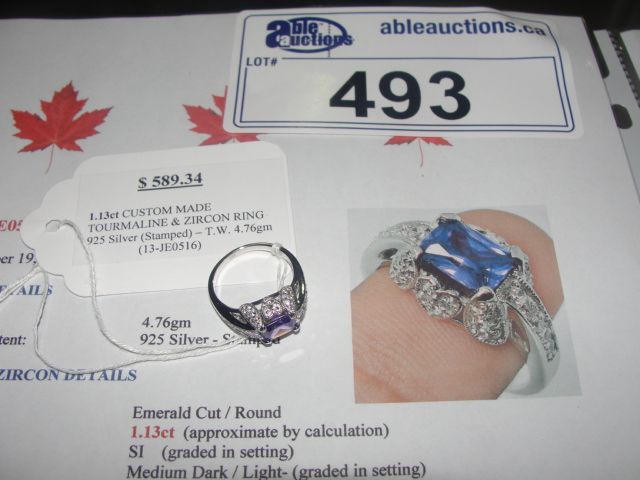 able auctions
ableauctions.ca
LOT#
493
$ 589.34
1.13ct CUSTOM MADE
TOURMALINE & ZIRCON RING
925 Silver (Stamped) – T.W. 4.76gm
(13-JE0516)
4.76gm
925 Silver - Stamped
ZIRCON DETAILS
Emerald Cut / Round
1.13ct (approximate by calculation)
SI (graded in setting)
Medium Dark / Light- (graded in setting)